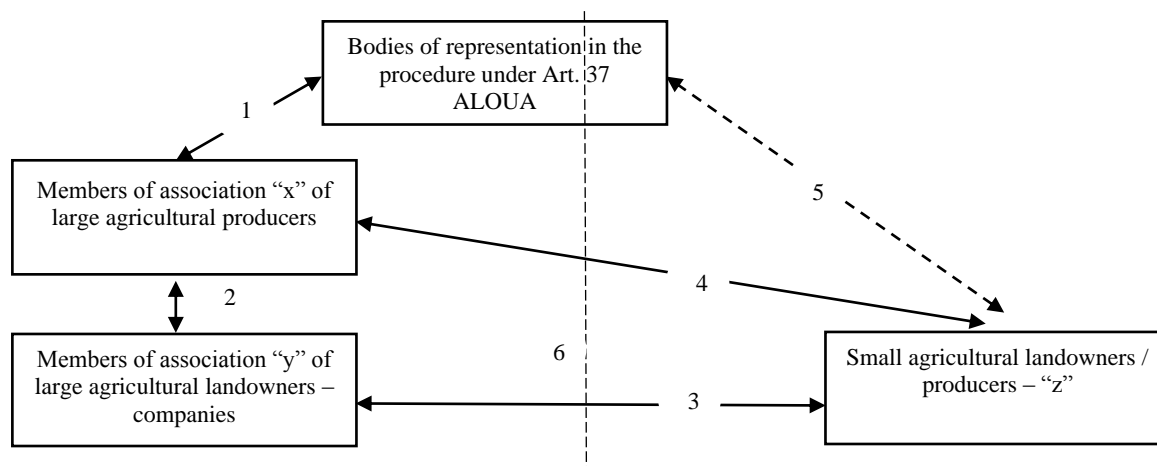 Bodies of representation in the
procedure under Art. 37
ALOUA
1
Members of association “x” of
large agricultural producers
5
4
2
Members of association “y” of
large agricultural landowners –
companies
6
Small agricultural landowners /
producers – “z”
3